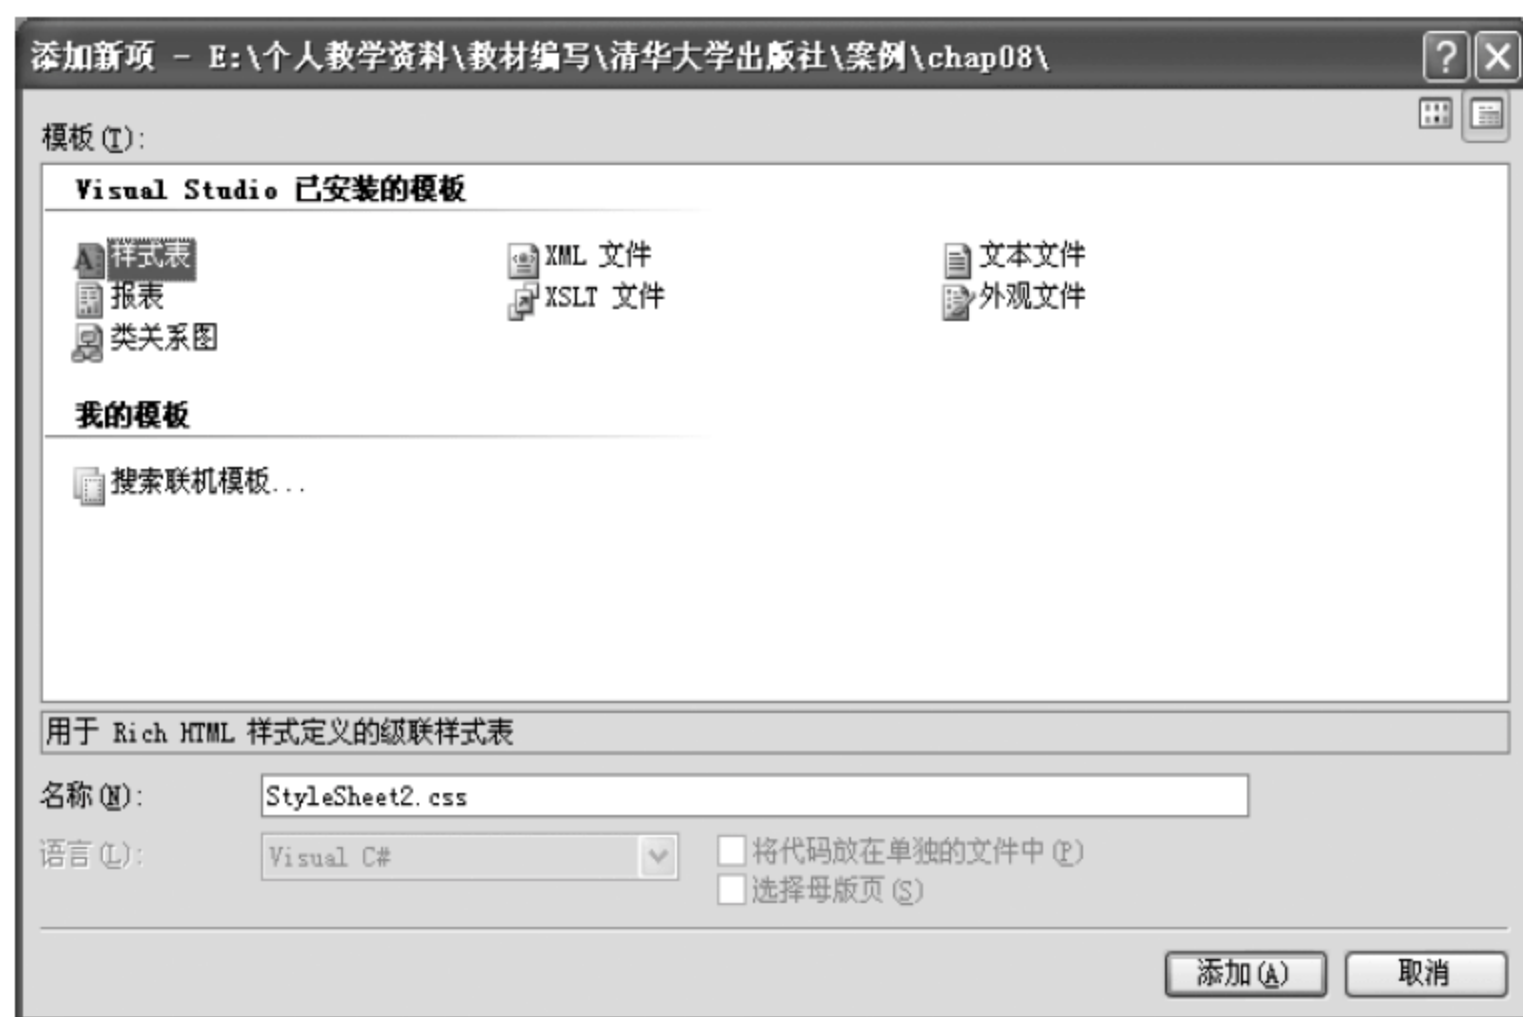 添加新项 - E:\个人教学资料\教材编写\清华大学出版社\案例\chap08\
模板(T):
Visual Studio 已安装的模板
样式表 XML 文件 文本文件
报表 XSLT 文件 外观文件
类关系图
我的模板
搜索联机模板...
用于 Rich HTML 样式定义的级联样式表
名称(N): StyleSheet2.css
语言(L): Visual C# 将代码放在单独的文件中(P)
选择母版页(S)
添加(A) 取消